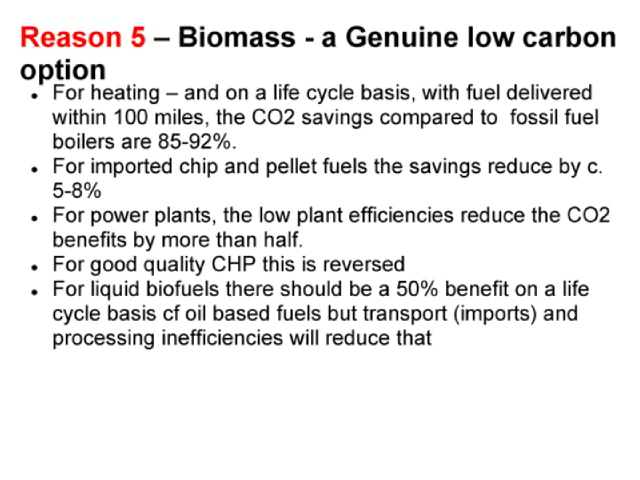 Reason 5 – Biomass - a Genuine low carbon
option
• For heating – and on a life cycle basis, with fuel delivered
within 100 miles, the CO2 savings compared to fossil fuel
boilers are 85-92%.
• For imported chip and pellet fuels the savings reduce by c.
5-8%
• For power plants, the low plant efficiencies reduce the CO2
benefits by more than half.
• For good quality CHP this is reversed
• For liquid biofuels there should be a 50% benefit on a life
cycle basis cf oil based fuels but transport (imports) and
processing inefficiencies will reduce that